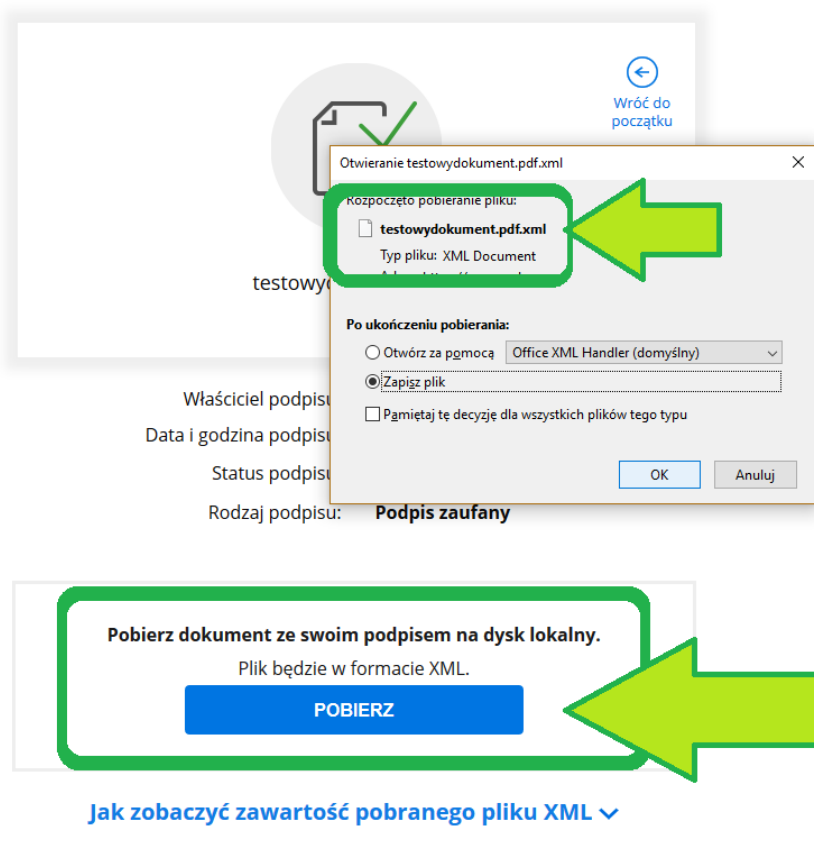 Wróć do
początku
Otwieranie testowydokument.pdf.xml
Rozpoczęto pobieranie pliku:
testowydokument.pdf.xml
Typ pliku: XML Document
testowy
Po ukończeniu pobierania:
Otwórz za pomocą Office XML Handler (domyślny)
Zapisz plik
Pamiętaj tę decyzję dla wszystkich plików tego typu
OK Anuluj
Właściciel podpisu
Data i godzina podpisu
Status podpisu
Rodzaj podpisu: Podpis zaufany
Pobierz dokument ze swoim podpisem na dysk lokalny.
Plik będzie w formacie XML.
POBIERZ
Jak zobaczyć zawartość pobranego pliku XML